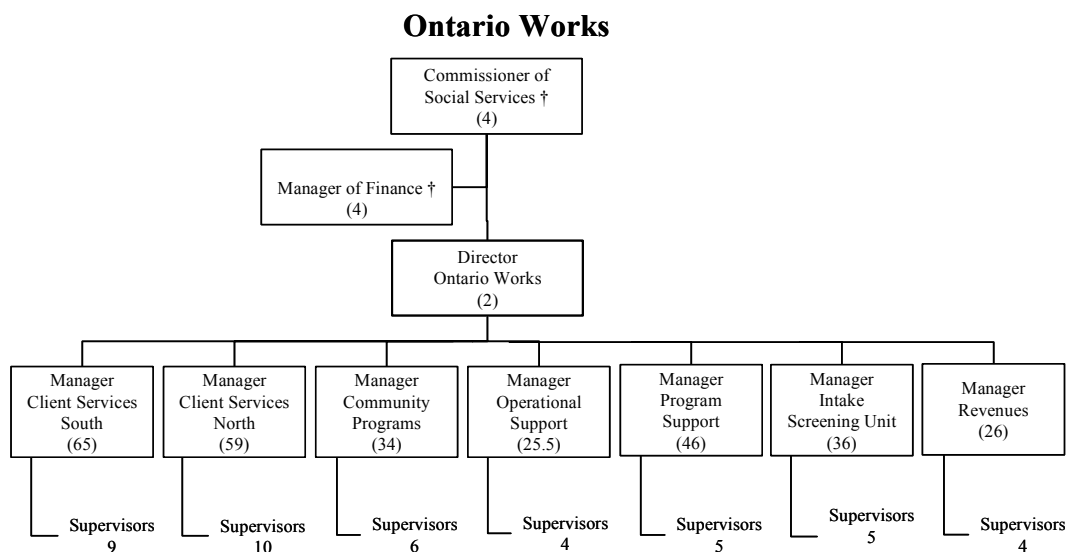 Ontario Works
Commissioner of
Social Services †
(4)
Manager of Finance †
(4)
Director
Ontario Works
(2)
Manager
Client Services
South
(65)
Manager
Client Services
North
(59)
Manager
Community
Programs
(34)
Manager
Operational
Support
(25.5)
Manager
Program
Support
(46)
Manager
Intake
Screening Unit
(36)
Manager
Revenues
(26)
Supervisors
9
Supervisors
10
Supervisors
6
Supervisors
4
Supervisors
5
Supervisors
5
Supervisors
4